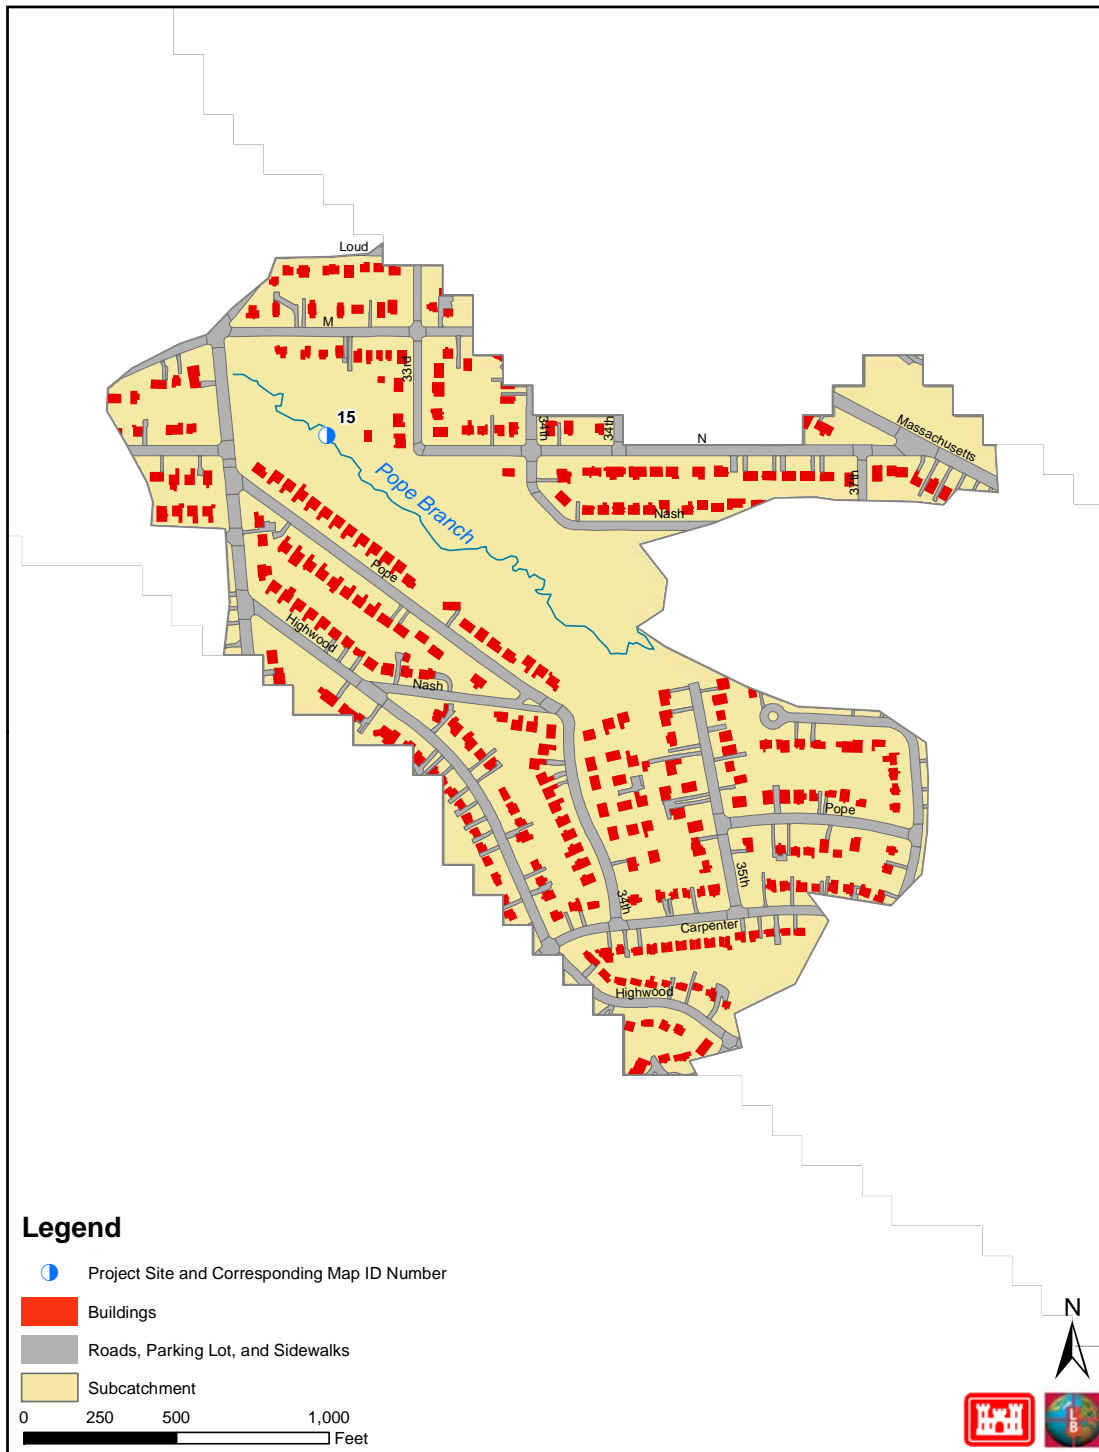 Loud
M
33rd
15
34th
34th
N
Massachusetts
37th
Nash
Pope Branch
Pope
Highwood
Nash
Pope
35th
34th
Carpenter
Highwood
Legend
Project Site and Corresponding Map ID Number
Buildings
Roads, Parking Lot, and Sidewalks
Subcatchment
0 250 500 1,000
Feet
N
L
B